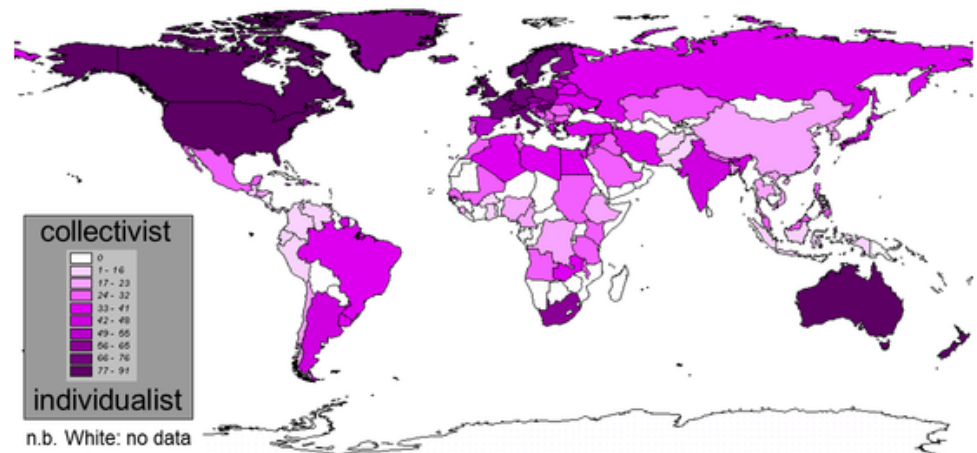 collectivist
0
1 - 16
17 - 23
24 - 32
33 - 41
42 - 48
49 - 55
56 - 65
66 - 76
77 - 91
individualist
n.b. White: no data